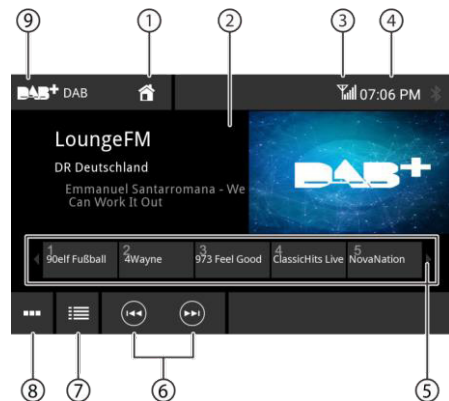 ⑨ ① ② ③ ④
DAB+ DAB 07:06 PM
LoungeFM
DR Deutschland
Emmanuel Santarromana - We
Can Work It Out
DAB+
1 2 3 4 5
90elf Fußball 4Wayne 973 Feel Good ClassicHits Live NovaNation
⑧ ⑦ ⑥ ⑤